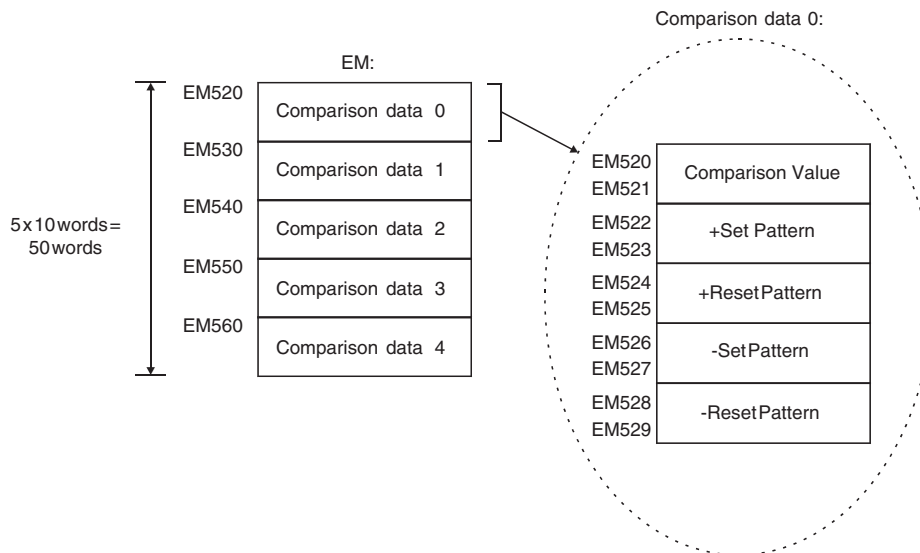 Comparison data 0:
EM:
EM520
Comparison data 0
EM530
Comparison data 1
EM540
Comparison data 2
EM550
Comparison data 3
EM560
Comparison data 4
5x10words=
50words
EM520
EM521
Comparison Value
EM522
EM523
+Set Pattern
EM524
EM525
+ResetPattern
EM526
EM527
-SetPattern
EM528
EM529
-ResetPattern